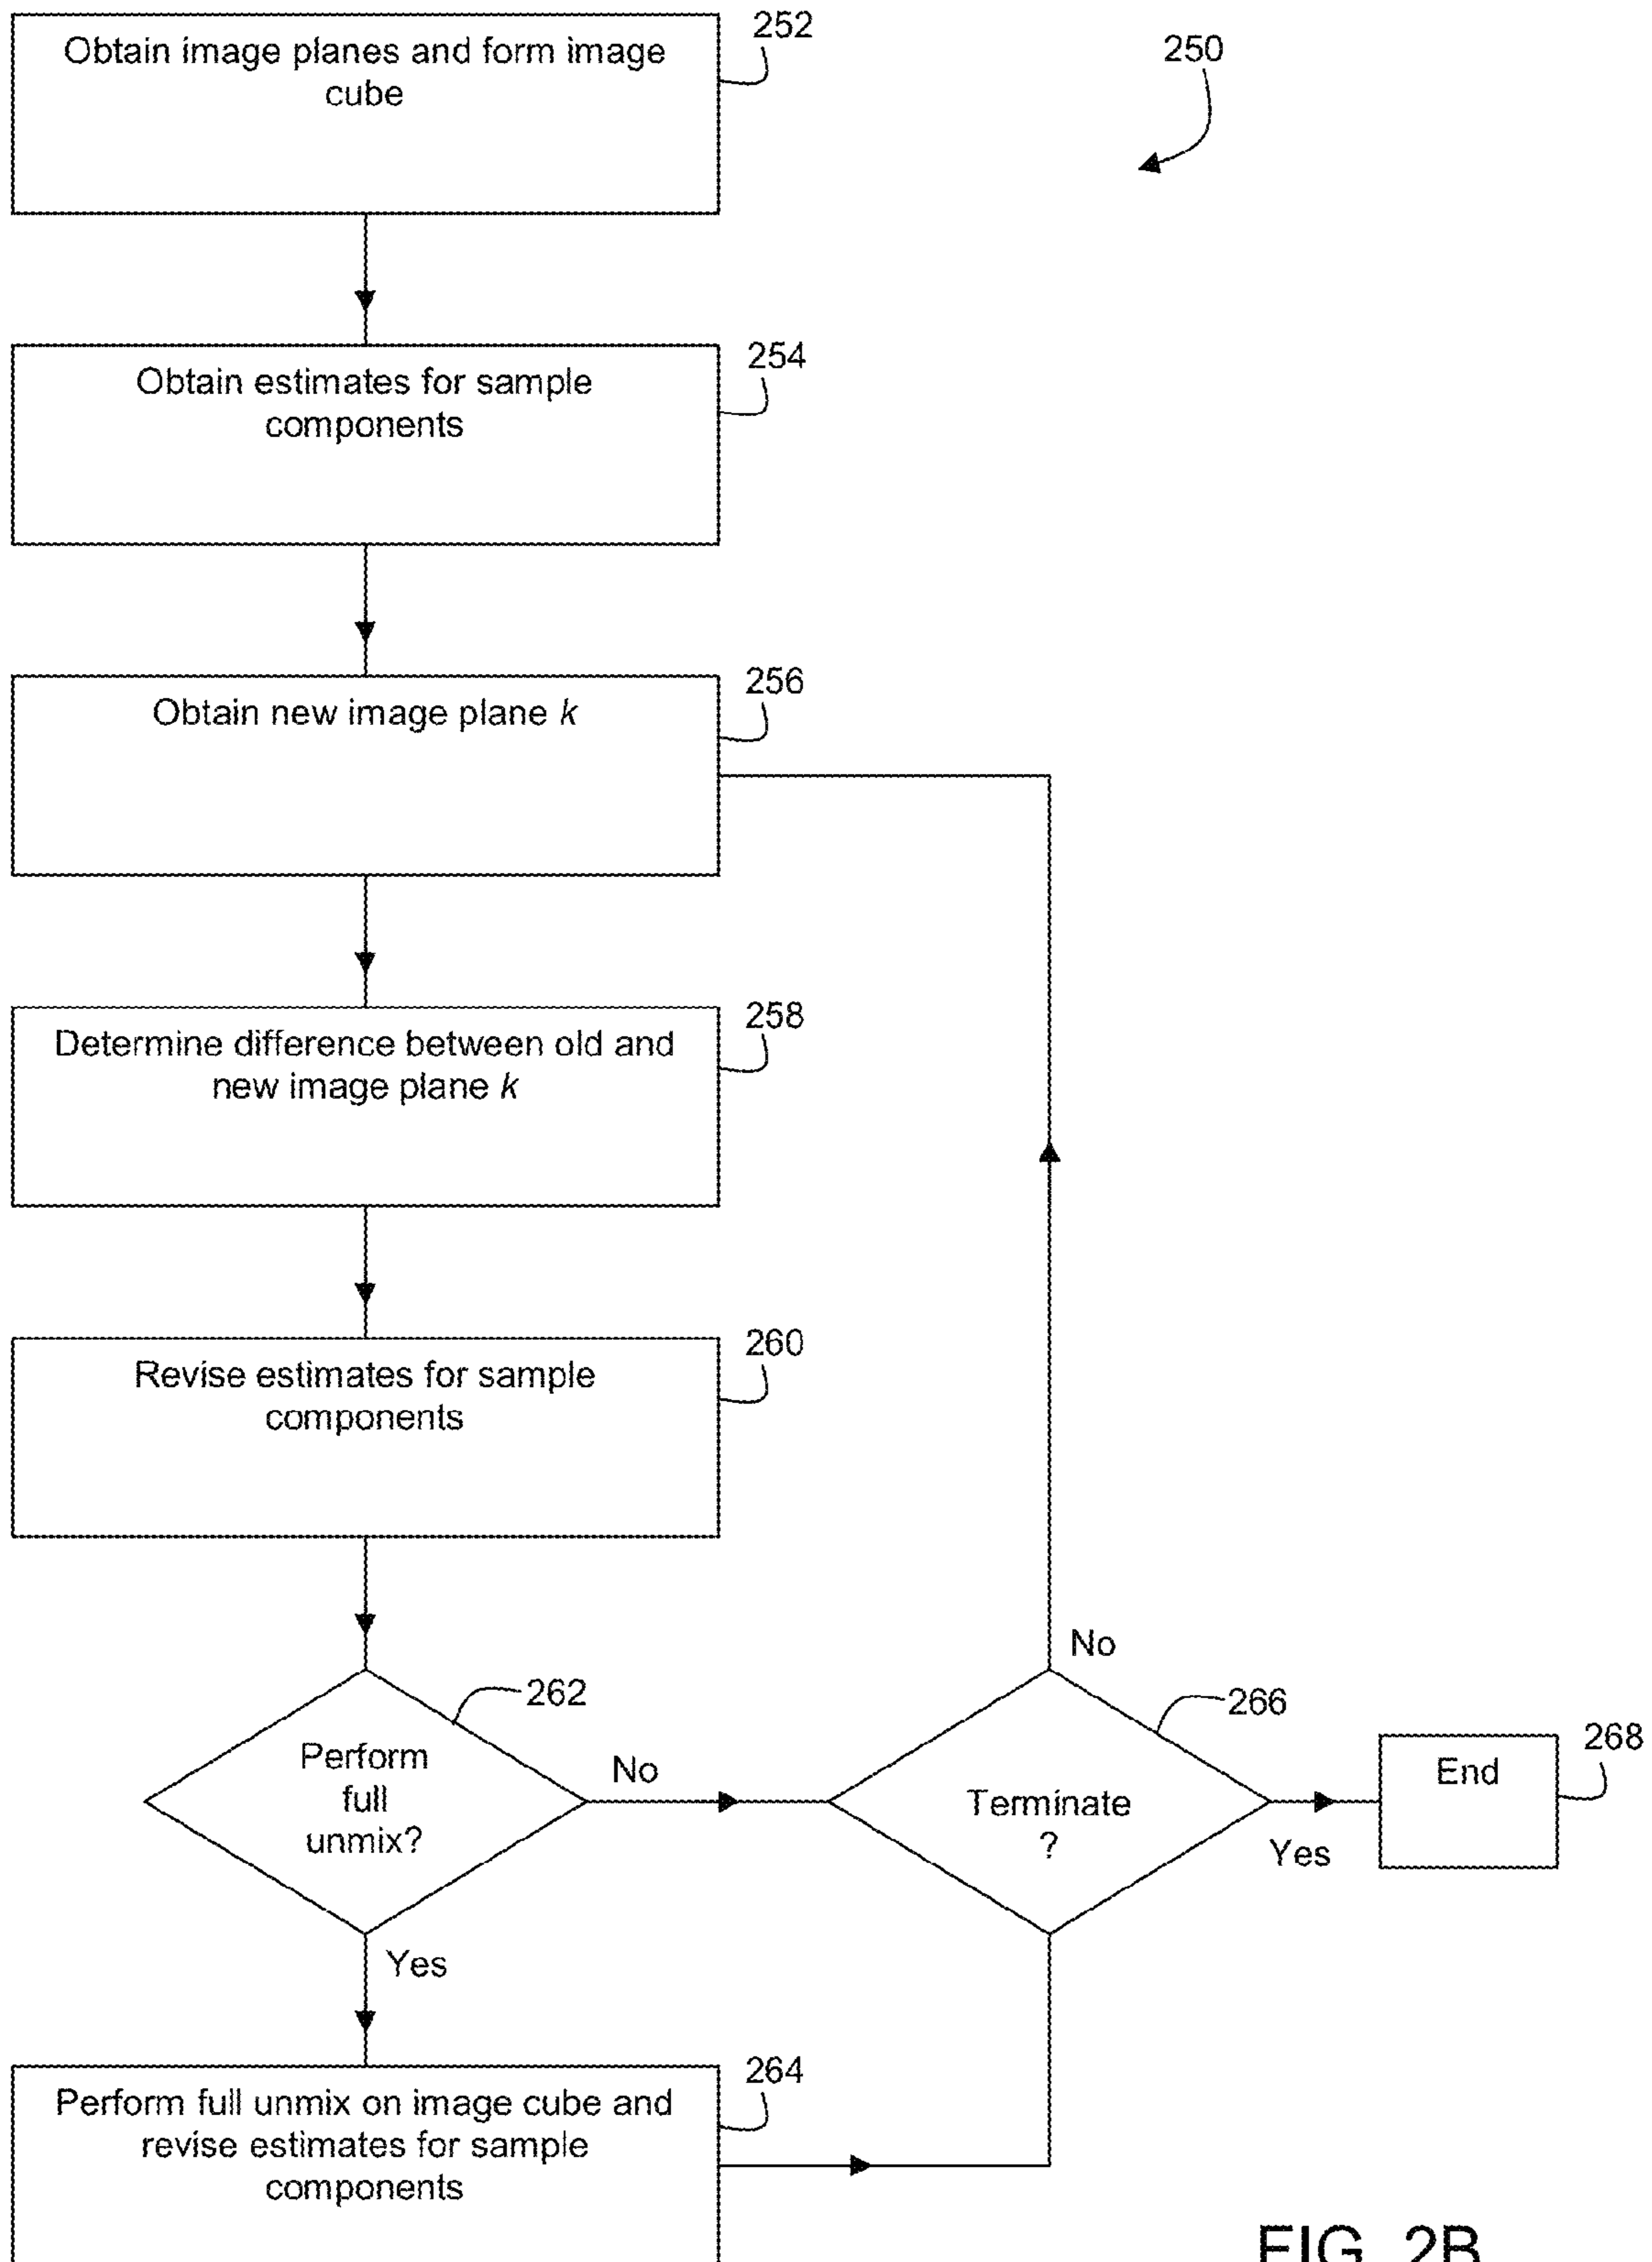 Obtain image planes and form image
cube
252
250
Obtain estimates for sample
components
254
Obtain new image plane k
256
Determine difference between old and
new image plane k
258
Revise estimates for sample
components
260
Perform
full
unmix?
262
No
Yes
Terminate
?
266
No
Yes
End
268
Perform full unmix on image cube and
revise estimates for sample
components
264
FIG. 2B